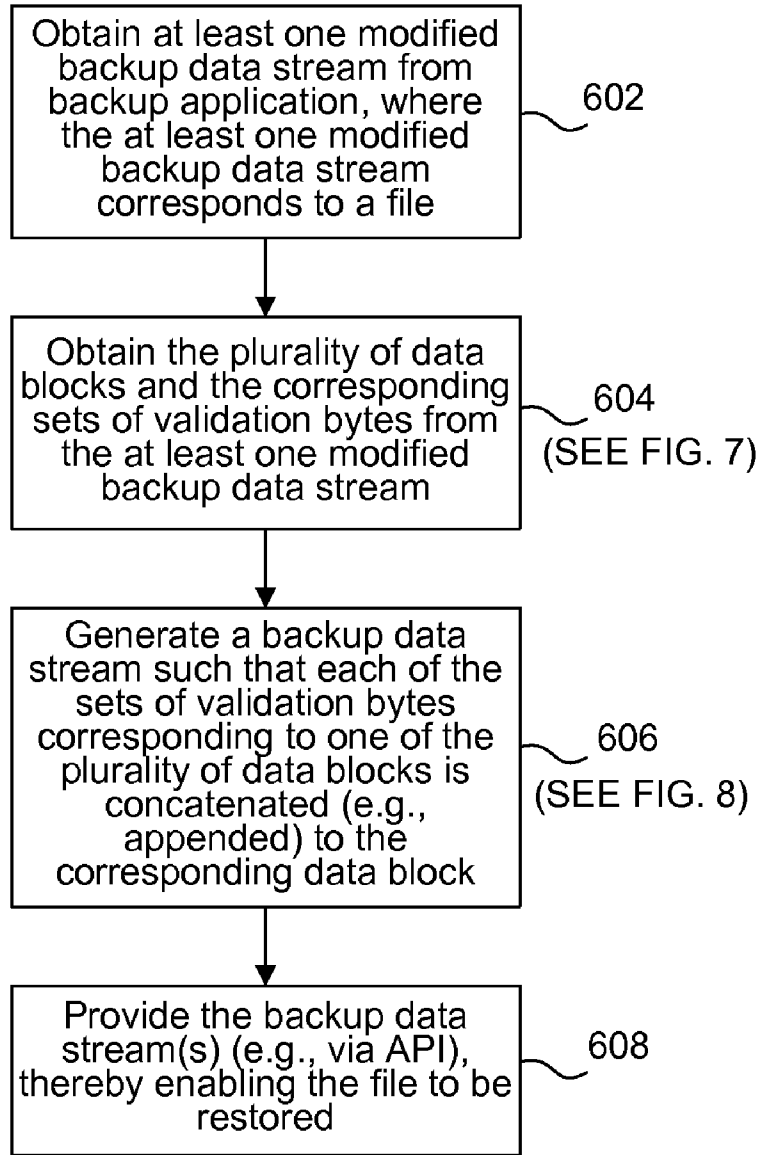 Obtain at least one modified
backup data stream from
backup application, where
the at least one modified
backup data stream
corresponds to a file
602
Obtain the plurality of data
blocks and the corresponding
sets of validation bytes from
the at least one modified
backup data stream
604
(SEE FIG. 7)
Generate a backup data
stream such that each of the
sets of validation bytes
corresponding to one of the
plurality of data blocks is
concatenated (e.g.,
appended) to the
corresponding data block
606
(SEE FIG. 8)
Provide the backup data
stream(s) (e.g., via API),
thereby enabling the file to be
restored
608